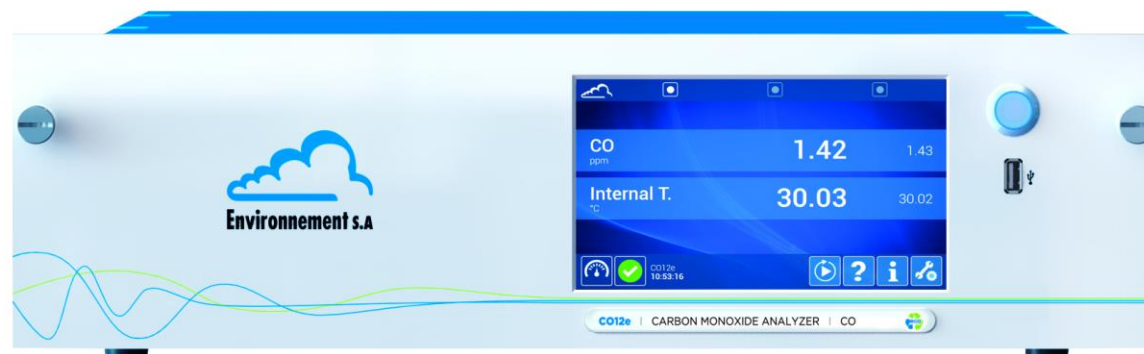 CO
ppm
1.42
1.43
Internal T.
°C
30.03
30.02
Environnement s.A
CO12e
10:53:16
?
i
CO12e | CARBON MONOXIDE ANALYZER | CO